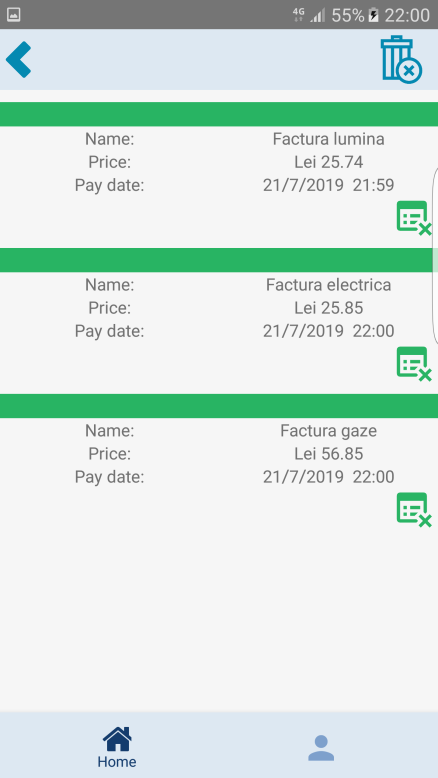 4G 55% 22:00
Name: Factura lumina
Price: Lei 25.74
Pay date: 21/7/2019 21:59
Name: Factura electrica
Price: Lei 25.85
Pay date: 21/7/2019 22:00
Name: Factura gaze
Price: Lei 56.85
Pay date: 21/7/2019 22:00
Home